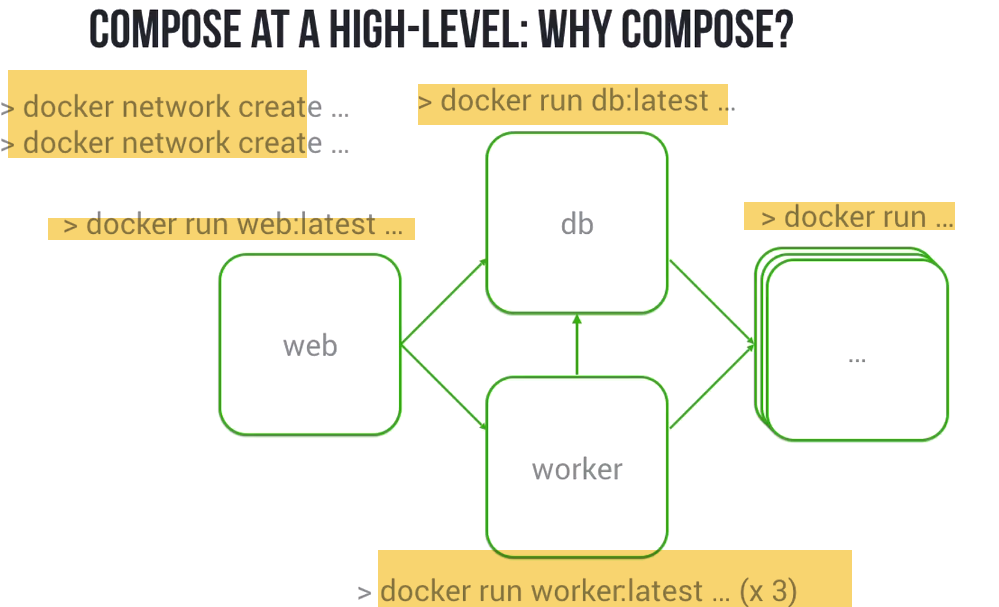 COMPOSE AT A HIGH-LEVEL: WHY COMPOSE?
> docker network create ...
> docker network create ...
> docker run db:latest ...
> docker run web:latest ...
> docker run ...
db
web
...
worker
> docker run worker:latest ... (x 3)